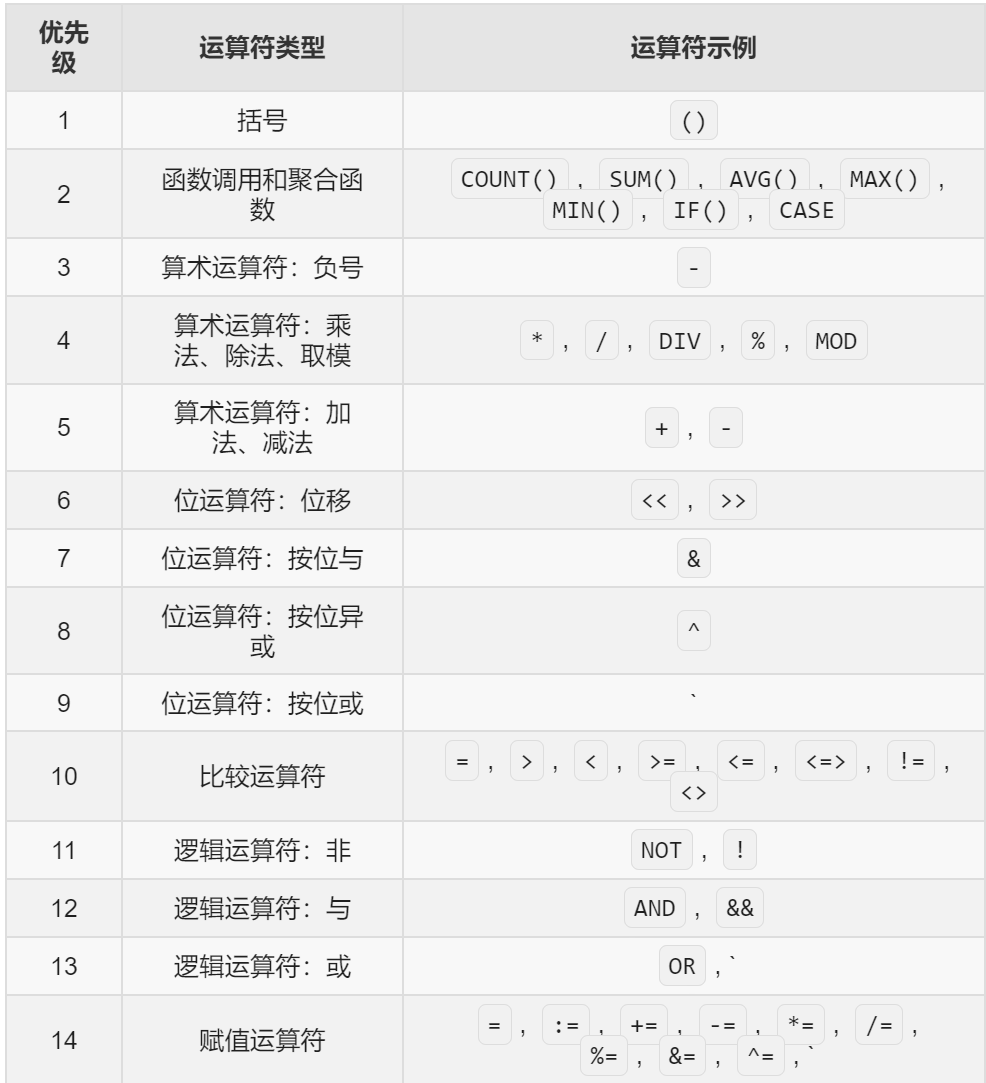 优先
级
运算符类型
运算符示例
1
括号
()
2
函数调用和聚合函
数
COUNT() , SUM() , AVG() , MAX() ,
MIN() , IF() , CASE
3
算术运算符：负号
-
4
算术运算符：乘
法、除法、取模
* , / , DIV , % , MOD
5
算术运算符：加
法、减法
+ , -
6
位运算符：位移
<< , >>
7
位运算符：按位与
&
8
位运算符：按位异
或
^
9
位运算符：按位或
`
10
比较运算符
= , > , < , >= , <= , <=> , != ,
<>
11
逻辑运算符：非
NOT , !
12
逻辑运算符：与
AND , &&
13
逻辑运算符：或
OR ,`
14
赋值运算符
= , := , += , -= , *= , /= ,
%= , &= , ^= ,`